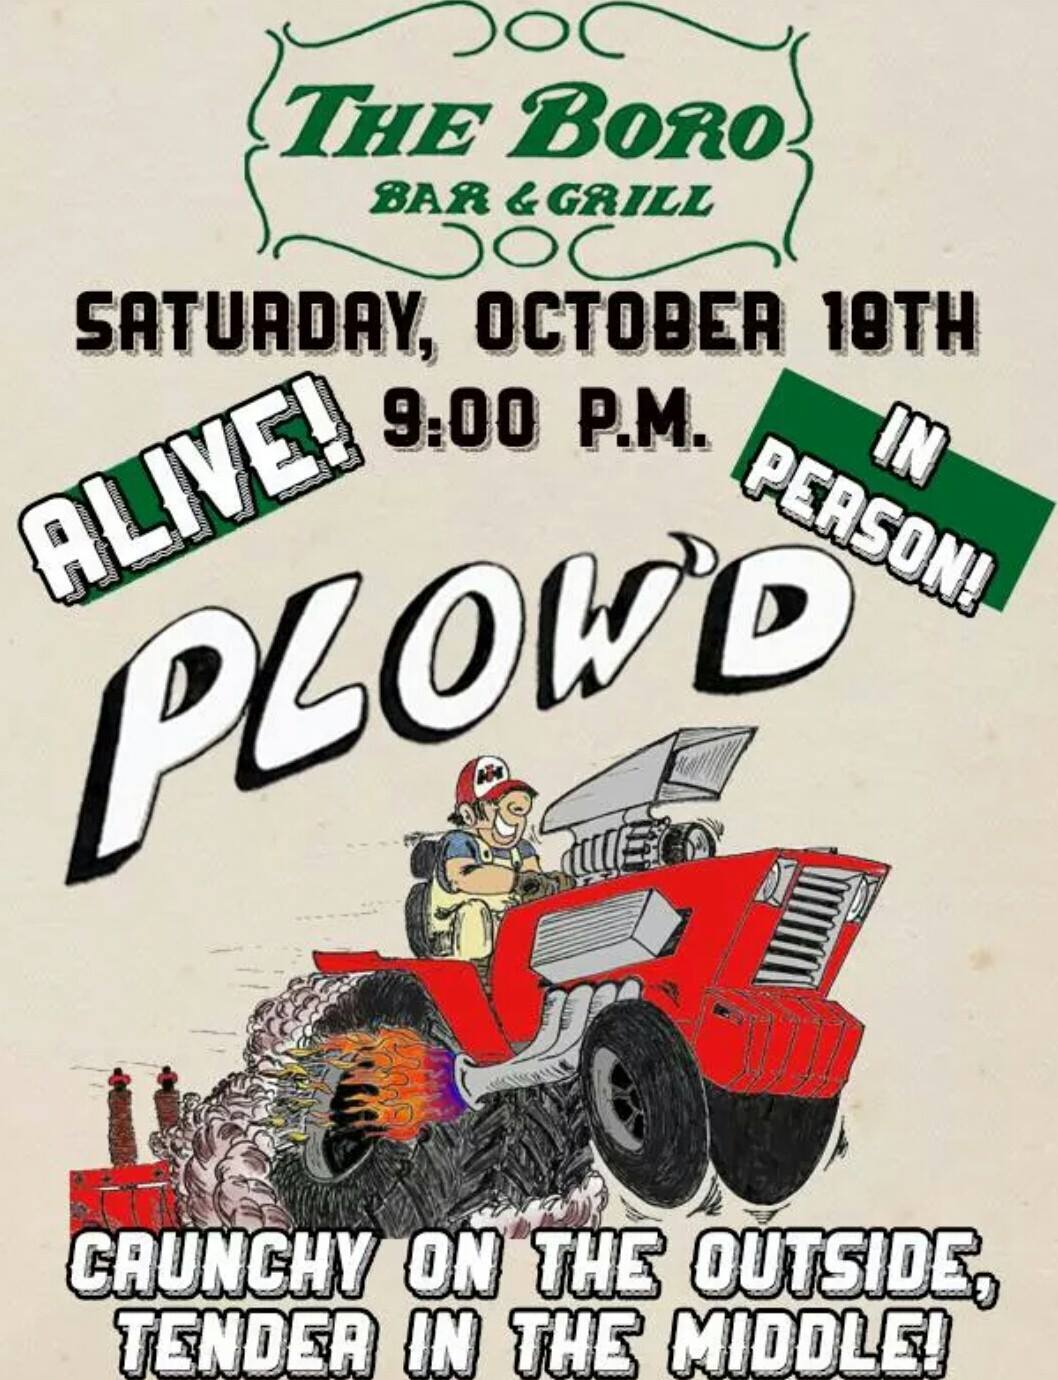 THE BORO
BAR & GRILL
SATURDAY, OCTOBER 18TH
9:00 P.M.
ALIVE!
IN
PERSON!
PLOW'D
IH
CRUNCHY ON THE OUTSIDE,
TENDER IN THE MIDDLE!